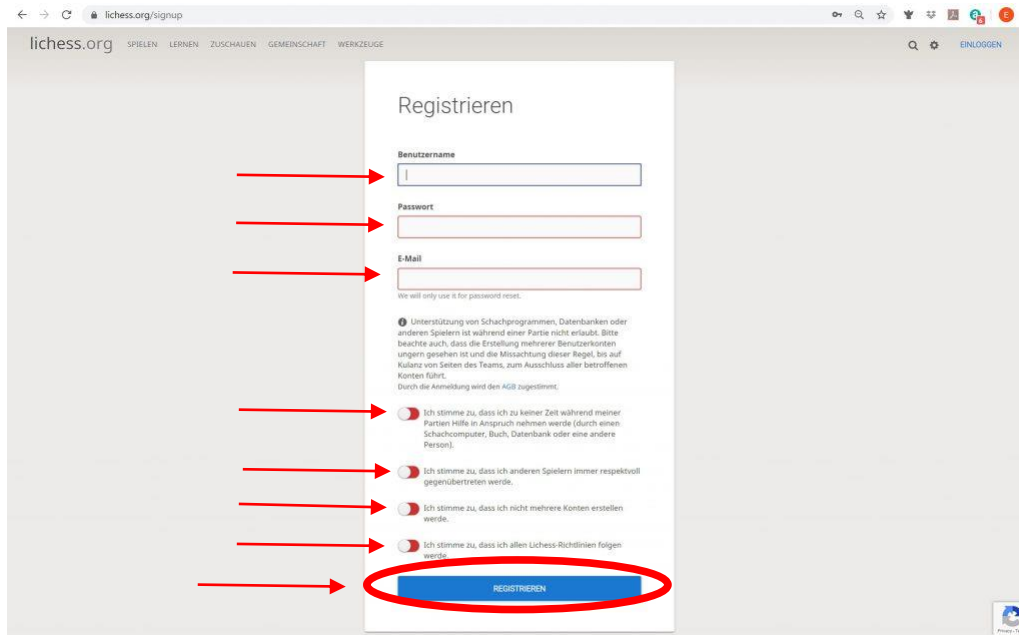 lichess.org/signup
6
E
lichess.org SPIELEN LERNEN ZUSCHAUEN GEMEINSCHAFT WERKZEUGE EINLOGGEN
Registrieren
Benutzername
Passwort
E-Mail
We will only use it for password reset.
Unterstützung von Schachprogrammen, Datenbanken oder
anderen Spielern ist während einer Partie nicht erlaubt. Bitte
beachte auch, dass die Erstellung mehrerer Benutzerkonten
ungern gesehen ist und die Missachtung dieser Regel, bis auf
Kulanz von Seiten des Teams, zum Ausschluss aller betroffenen
Konten führt.
Durch die Anmeldung wird den AGB zugestimmt.
Ich stimme zu, dass ich zu keiner Zeit während meiner
Partien Hilfe in Anspruch nehmen werde (durch einen
Schachcomputer, Buch, Datenbank oder eine andere
Person).
Ich stimme zu, dass ich anderen Spielern immer respektvoll
gegenübertreten werde.
Ich stimme zu, dass ich nicht mehrere Konten erstellen
werde.
Ich stimme zu, dass ich allen Lichess-Richtlinien folgen
werde.
REGISTRIEREN